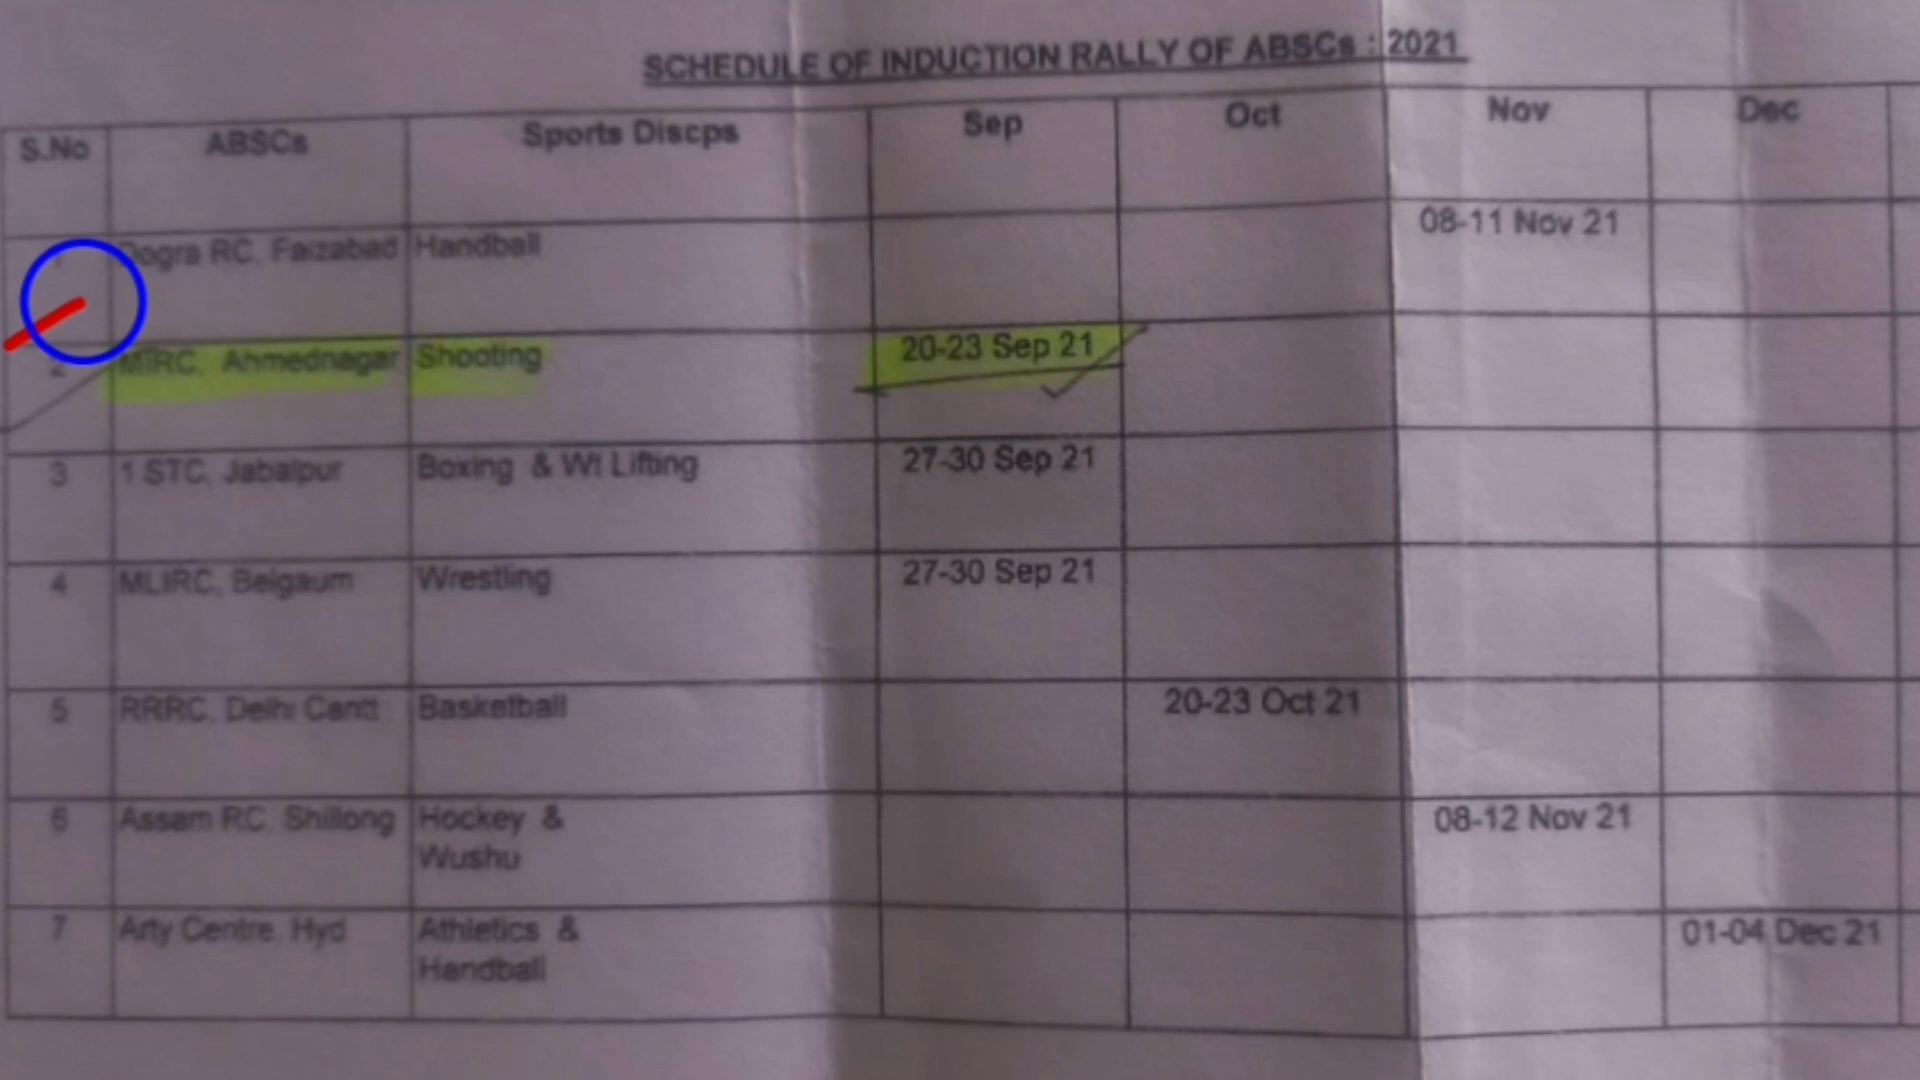 SCHEDULE OF INDUCTION RALLY OF ABSCs : 2021
S.No ABSCs Sports Discps Sep Oct Nov Dec
1 Dogra RC, Faizabad Handball 08-11 Nov 21
2 MIRC, Ahmednagar Shooting 20-23 Sep 21
3 1 STC, Jabalpur Boxing & Wt Lifting 27-30 Sep 21
4 MLIRC, Belgaum Wrestling 27-30 Sep 21
5 RRRC, Delhi Cantt Basketball 20-23 Oct 21
6 Assam RC, Shillong Hockey & 08-12 Nov 21
Wushu
7 Arty Centre, Hyd Athletics & 01-04 Dec 21
Handball